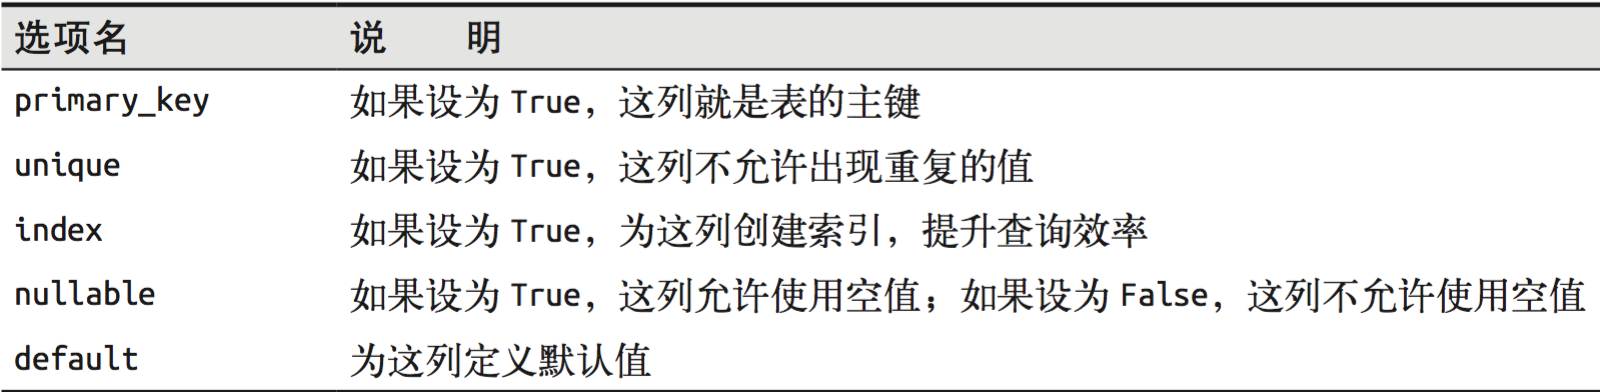 选项名 说 明
primary_key 如果设为 True，这列就是表的主键
unique 如果设为 True，这列不允许出现重复的值
index 如果设为 True，为这列创建索引，提升查询效率
nullable 如果设为 True，这列允许使用空值；如果设为 False，这列不允许使用空值
default 为这列定义默认值